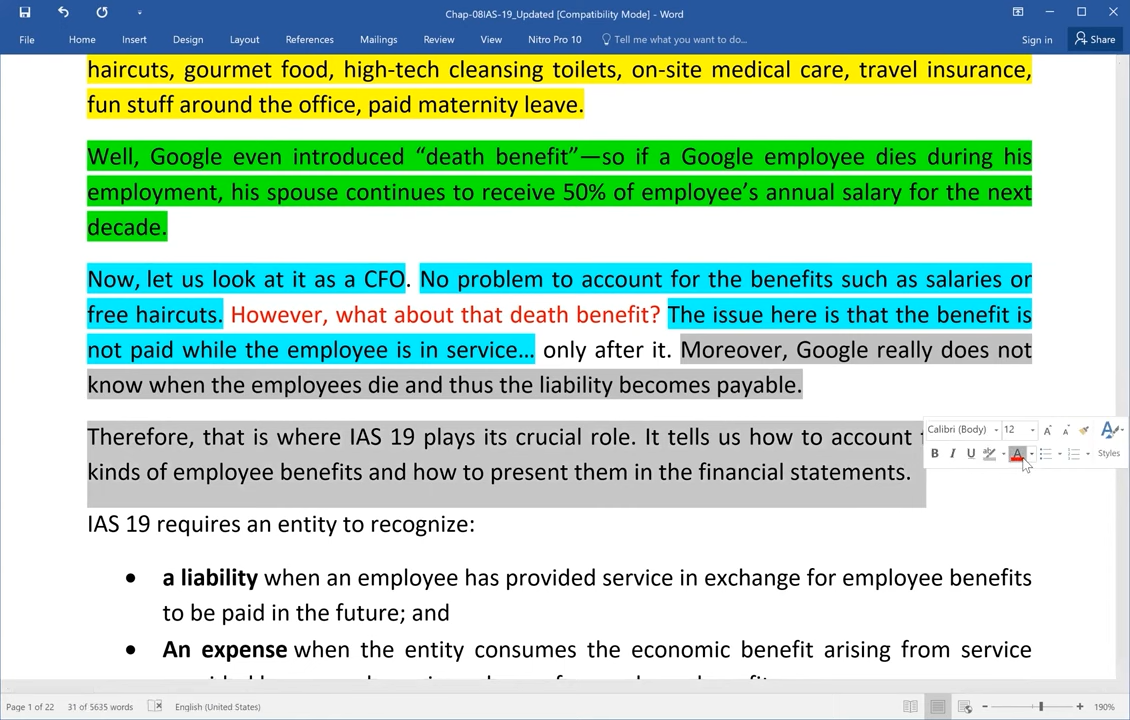 Chap-08IAS-19_Updated [Compatibility Mode] - Word
File Home Insert Design Layout References Mailings Review View Nitro Pro 10 Tell me what you want to do... Sign in Share
haircuts, gourmet food, high-tech cleansing toilets, on-site medical care, travel insurance,
fun stuff around the office, paid maternity leave.
Well, Google even introduced “death benefit”—so if a Google employee dies during his
employment, his spouse continues to receive 50% of employee’s annual salary for the next
decade.
Now, let us look at it as a CFO. No problem to account for the benefits such as salaries or
free haircuts. However, what about that death benefit? The issue here is that the benefit is
not paid while the employee is in service… only after it. Moreover, Google really does not
know when the employees die and thus the liability becomes payable.
Calibri (Body) 12
Therefore, that is where IAS 19 plays its crucial role. It tells us how to account
B I U aby A Styles
kinds of employee benefits and how to present them in the financial statements.
IAS 19 requires an entity to recognize:
• a liability when an employee has provided service in exchange for employee benefits
to be paid in the future; and
• An expense when the entity consumes the economic benefit arising from service
Page 1 of 22 31 of 5635 words English (United States) 190%